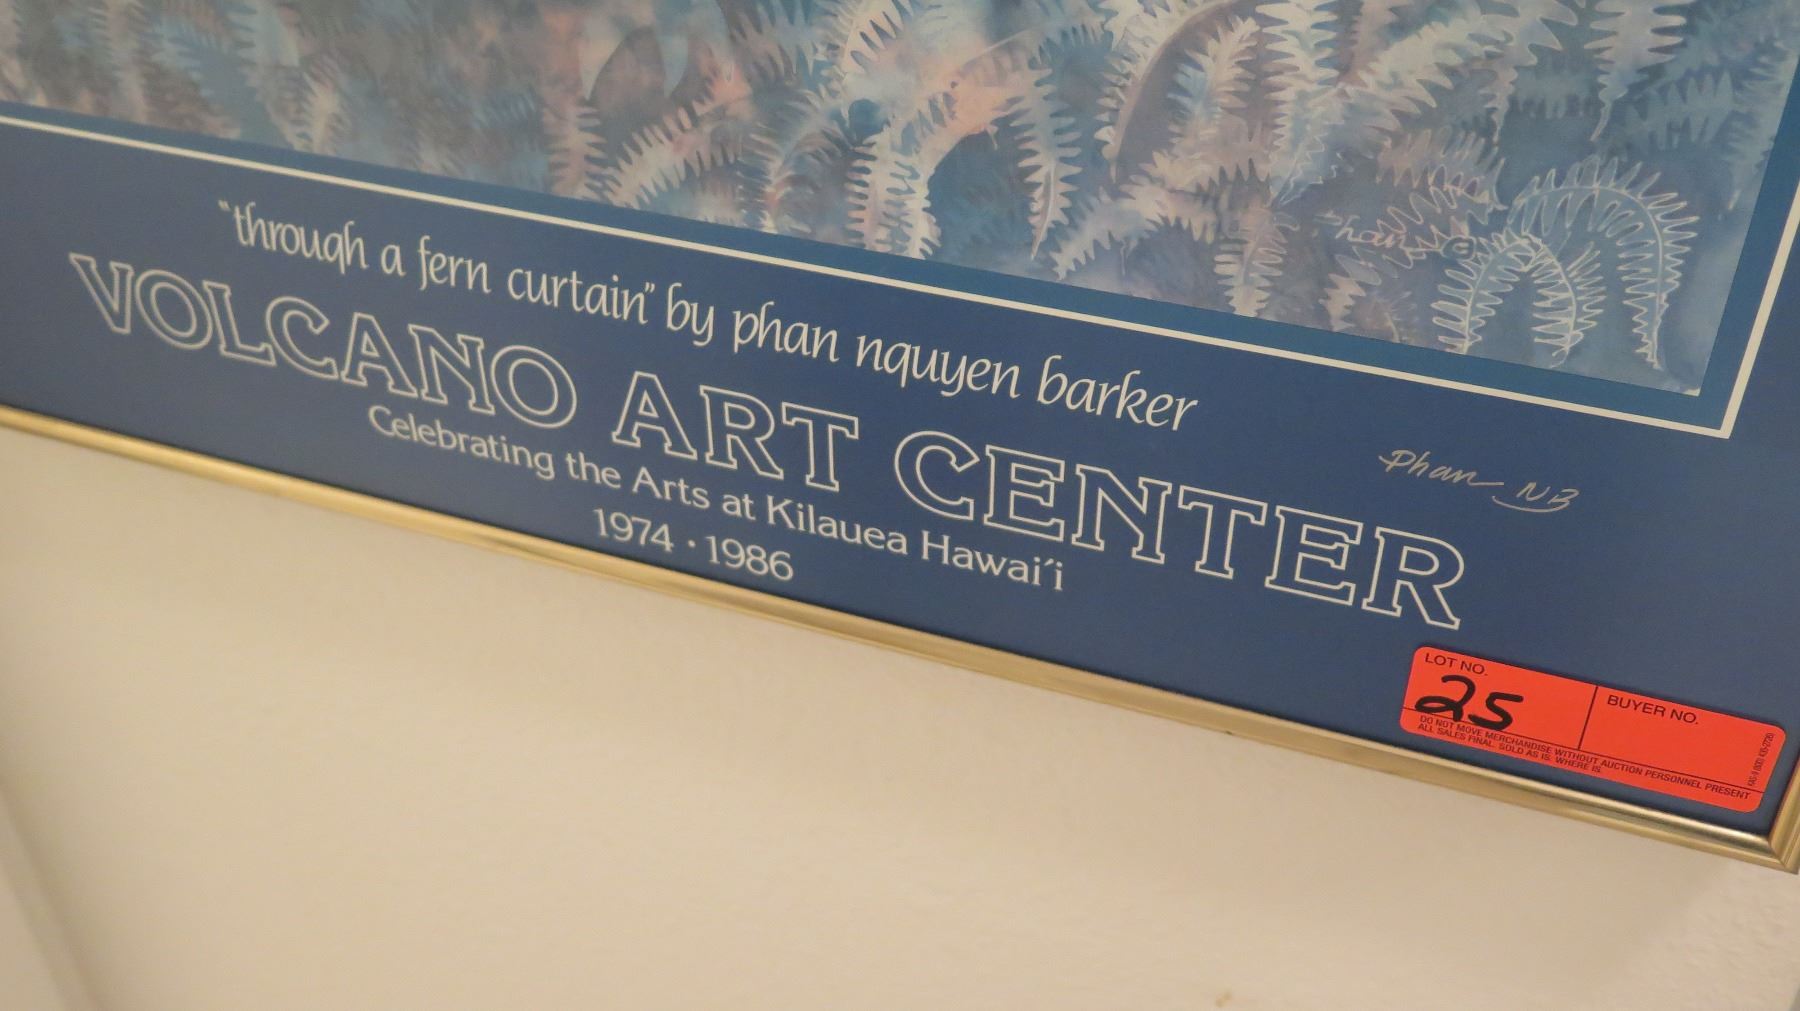 Phan
"through a fern curtain" by phan nquyen barker
VOLCANO ART CENTER
Celebrating the Arts at Kilauea Hawai'i
1974 · 1986
Phan NB
LOT NO.
25
BUYER NO.
DO NOT MOVE MERCHANDISE WITHOUT AUCTION PERSONNEL PRESENT
ALL SALES FINAL. SOLD AS IS. WHERE IS.